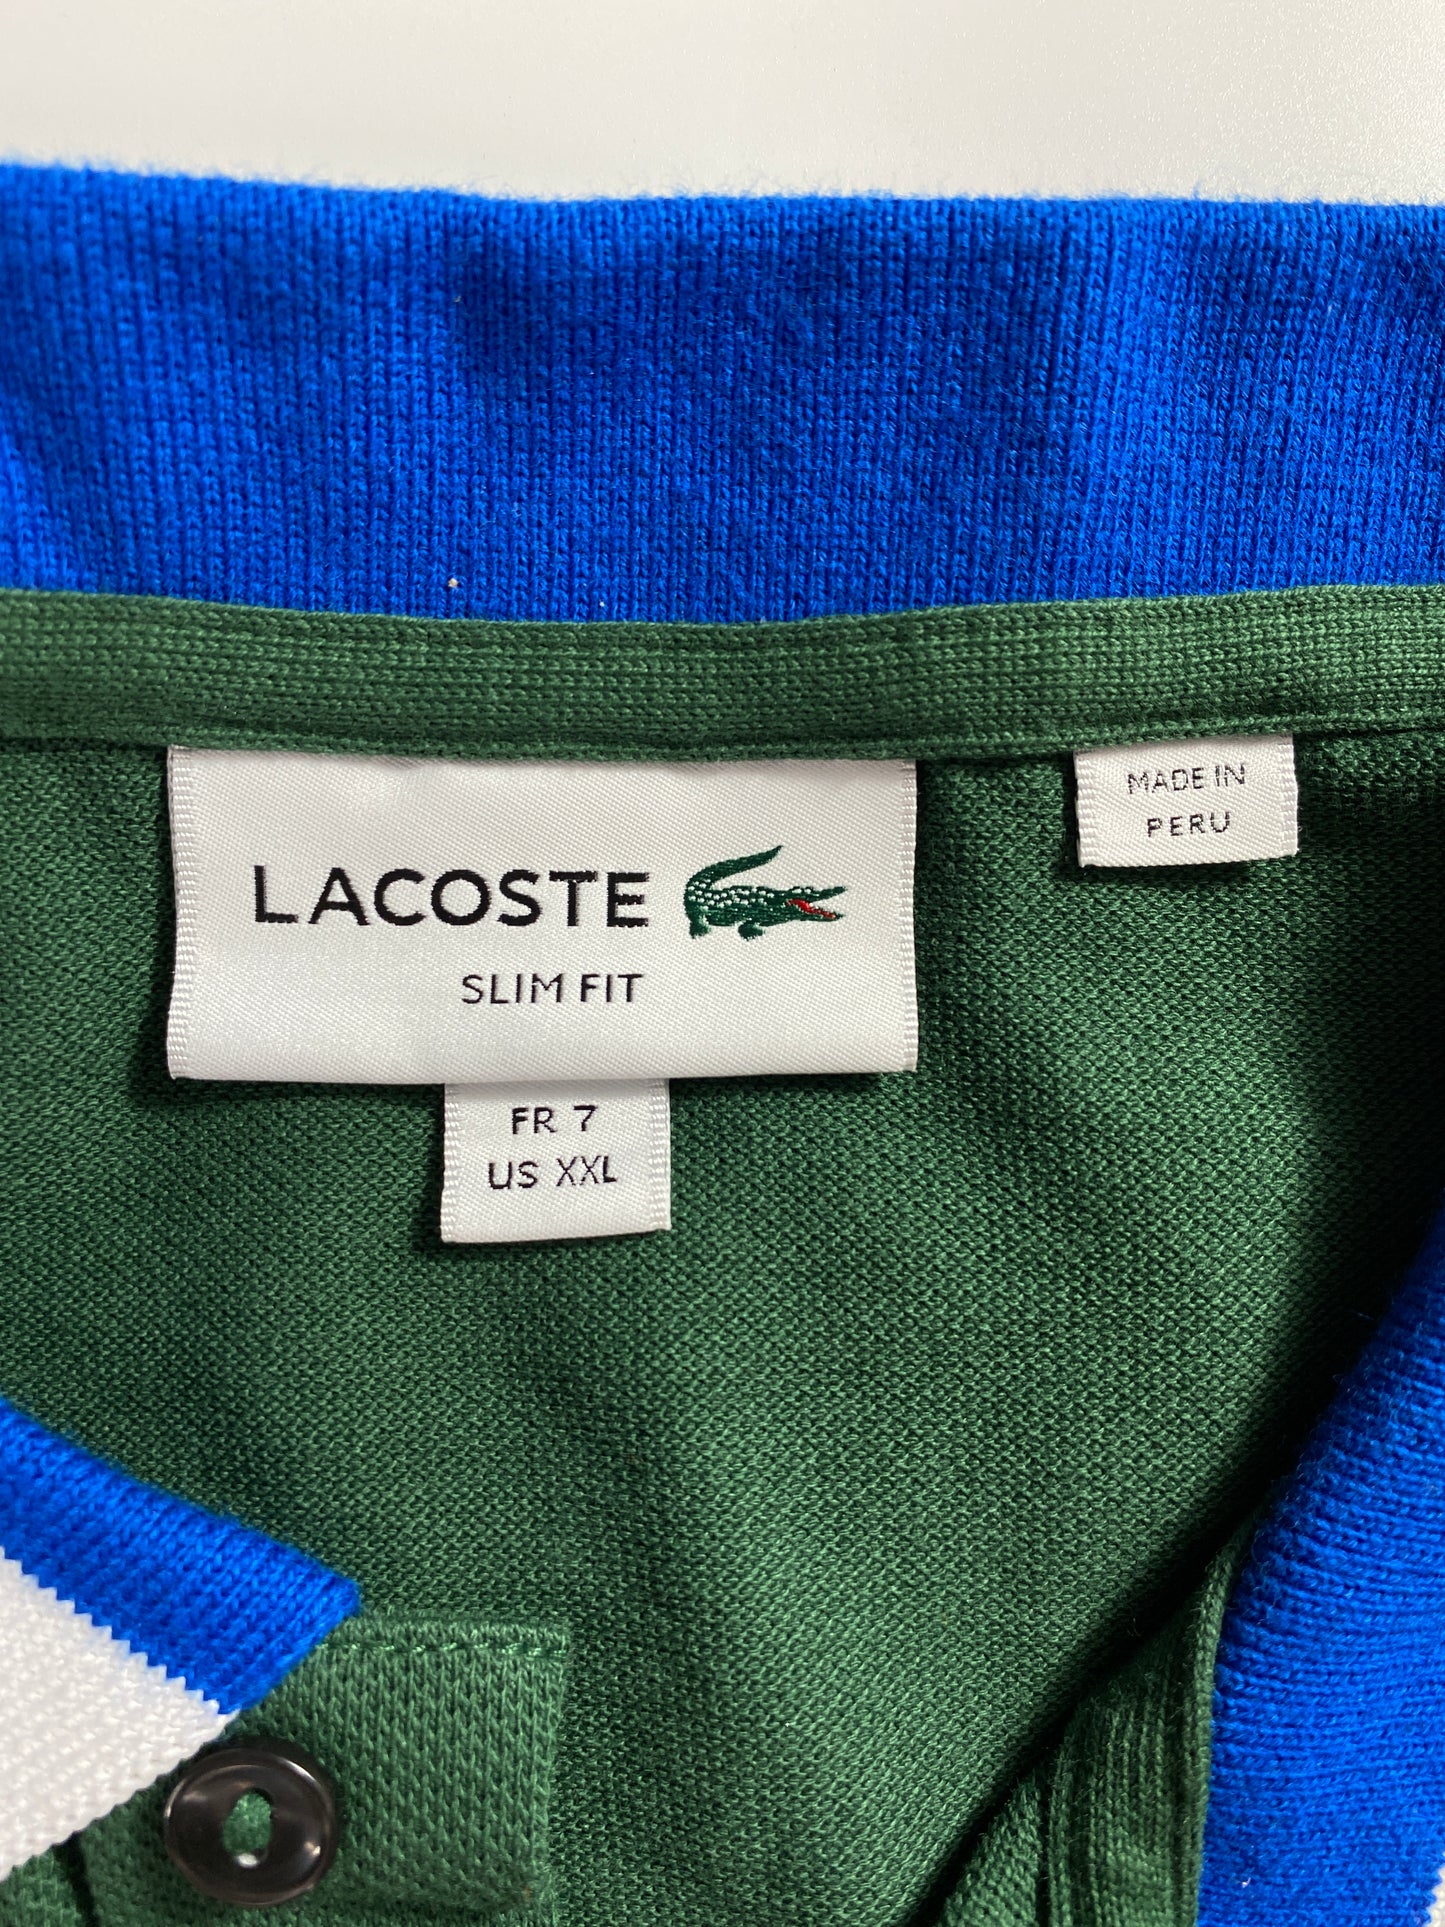 LACOSTE
SLIM FIT
FR 7
US XXL
MADE IN
PERU